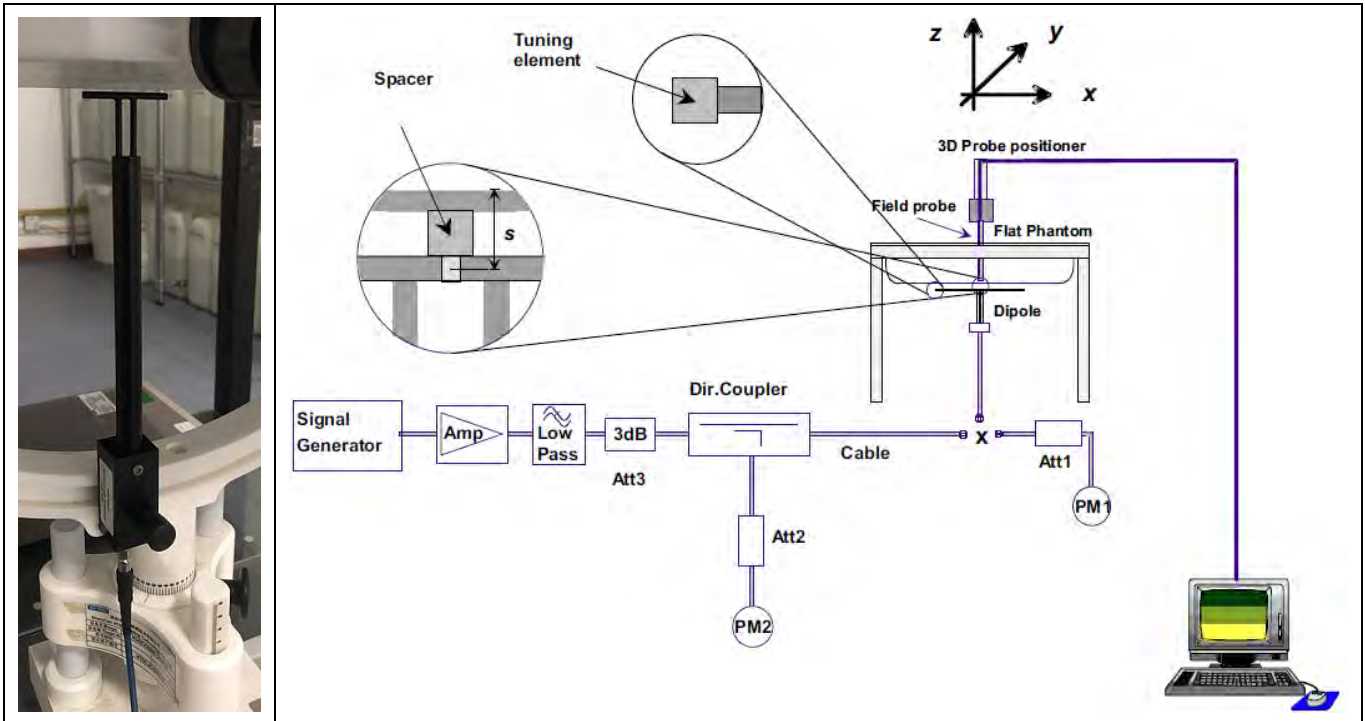 Tuning
element
Spacer
s
z
y
x
3D Probe positioner
Field probe
Flat Phantom
Dipole
Dir.Coupler
Signal
Generator
Amp
Low
Pass
3dB
Att3
Cable
x
Att1
PM1
Att2
PM2